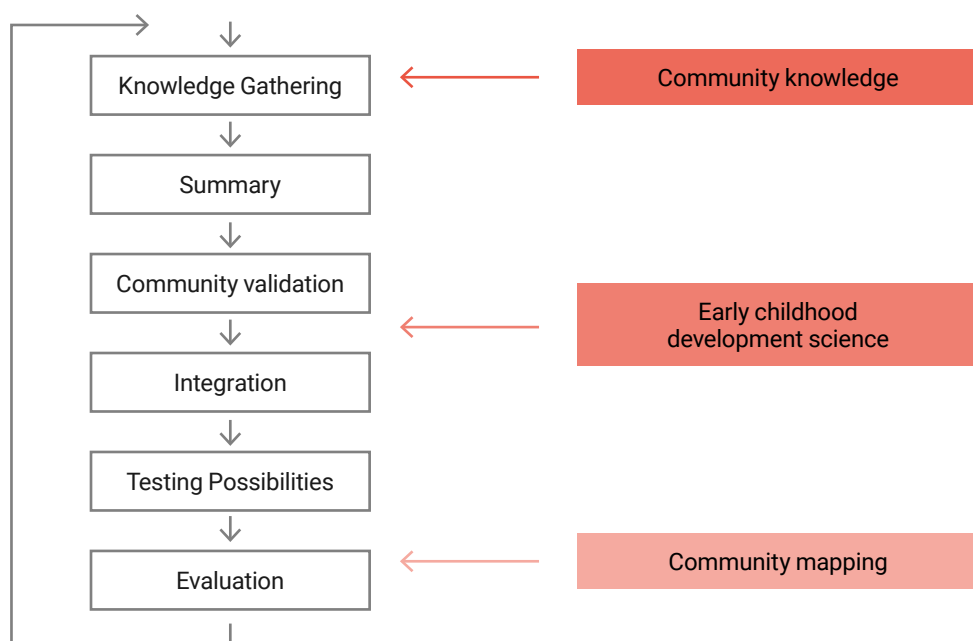 Knowledge Gathering
Community knowledge
Summary
Community validation
Early childhood
development science
Integration
Testing Possibilities
Evaluation
Community mapping